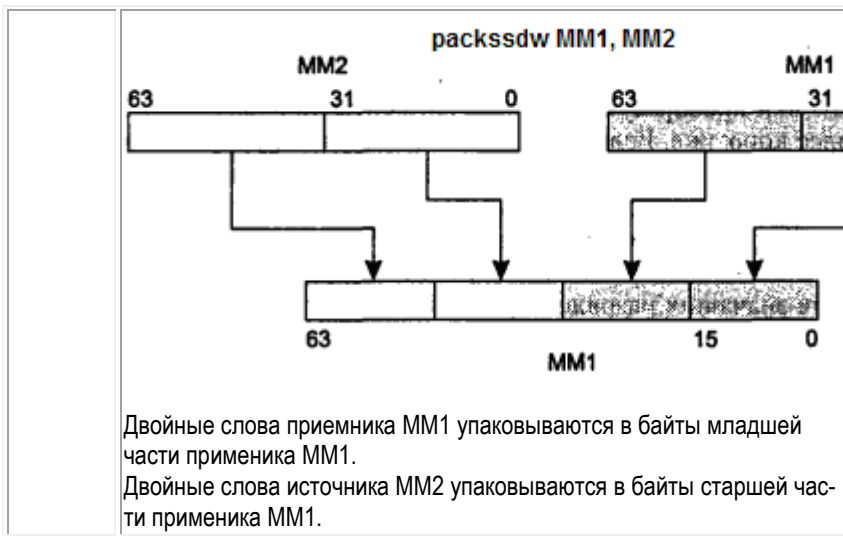 packssdw MM1, MM2
MM2
MM1
63 31 0
63 31
63 15 0
MM1
Двойные слова приемника MM1 упаковываются в байты младшей
части применика MM1.
Двойные слова источника MM2 упаковываются в байты старшей час-
ти применика MM1.